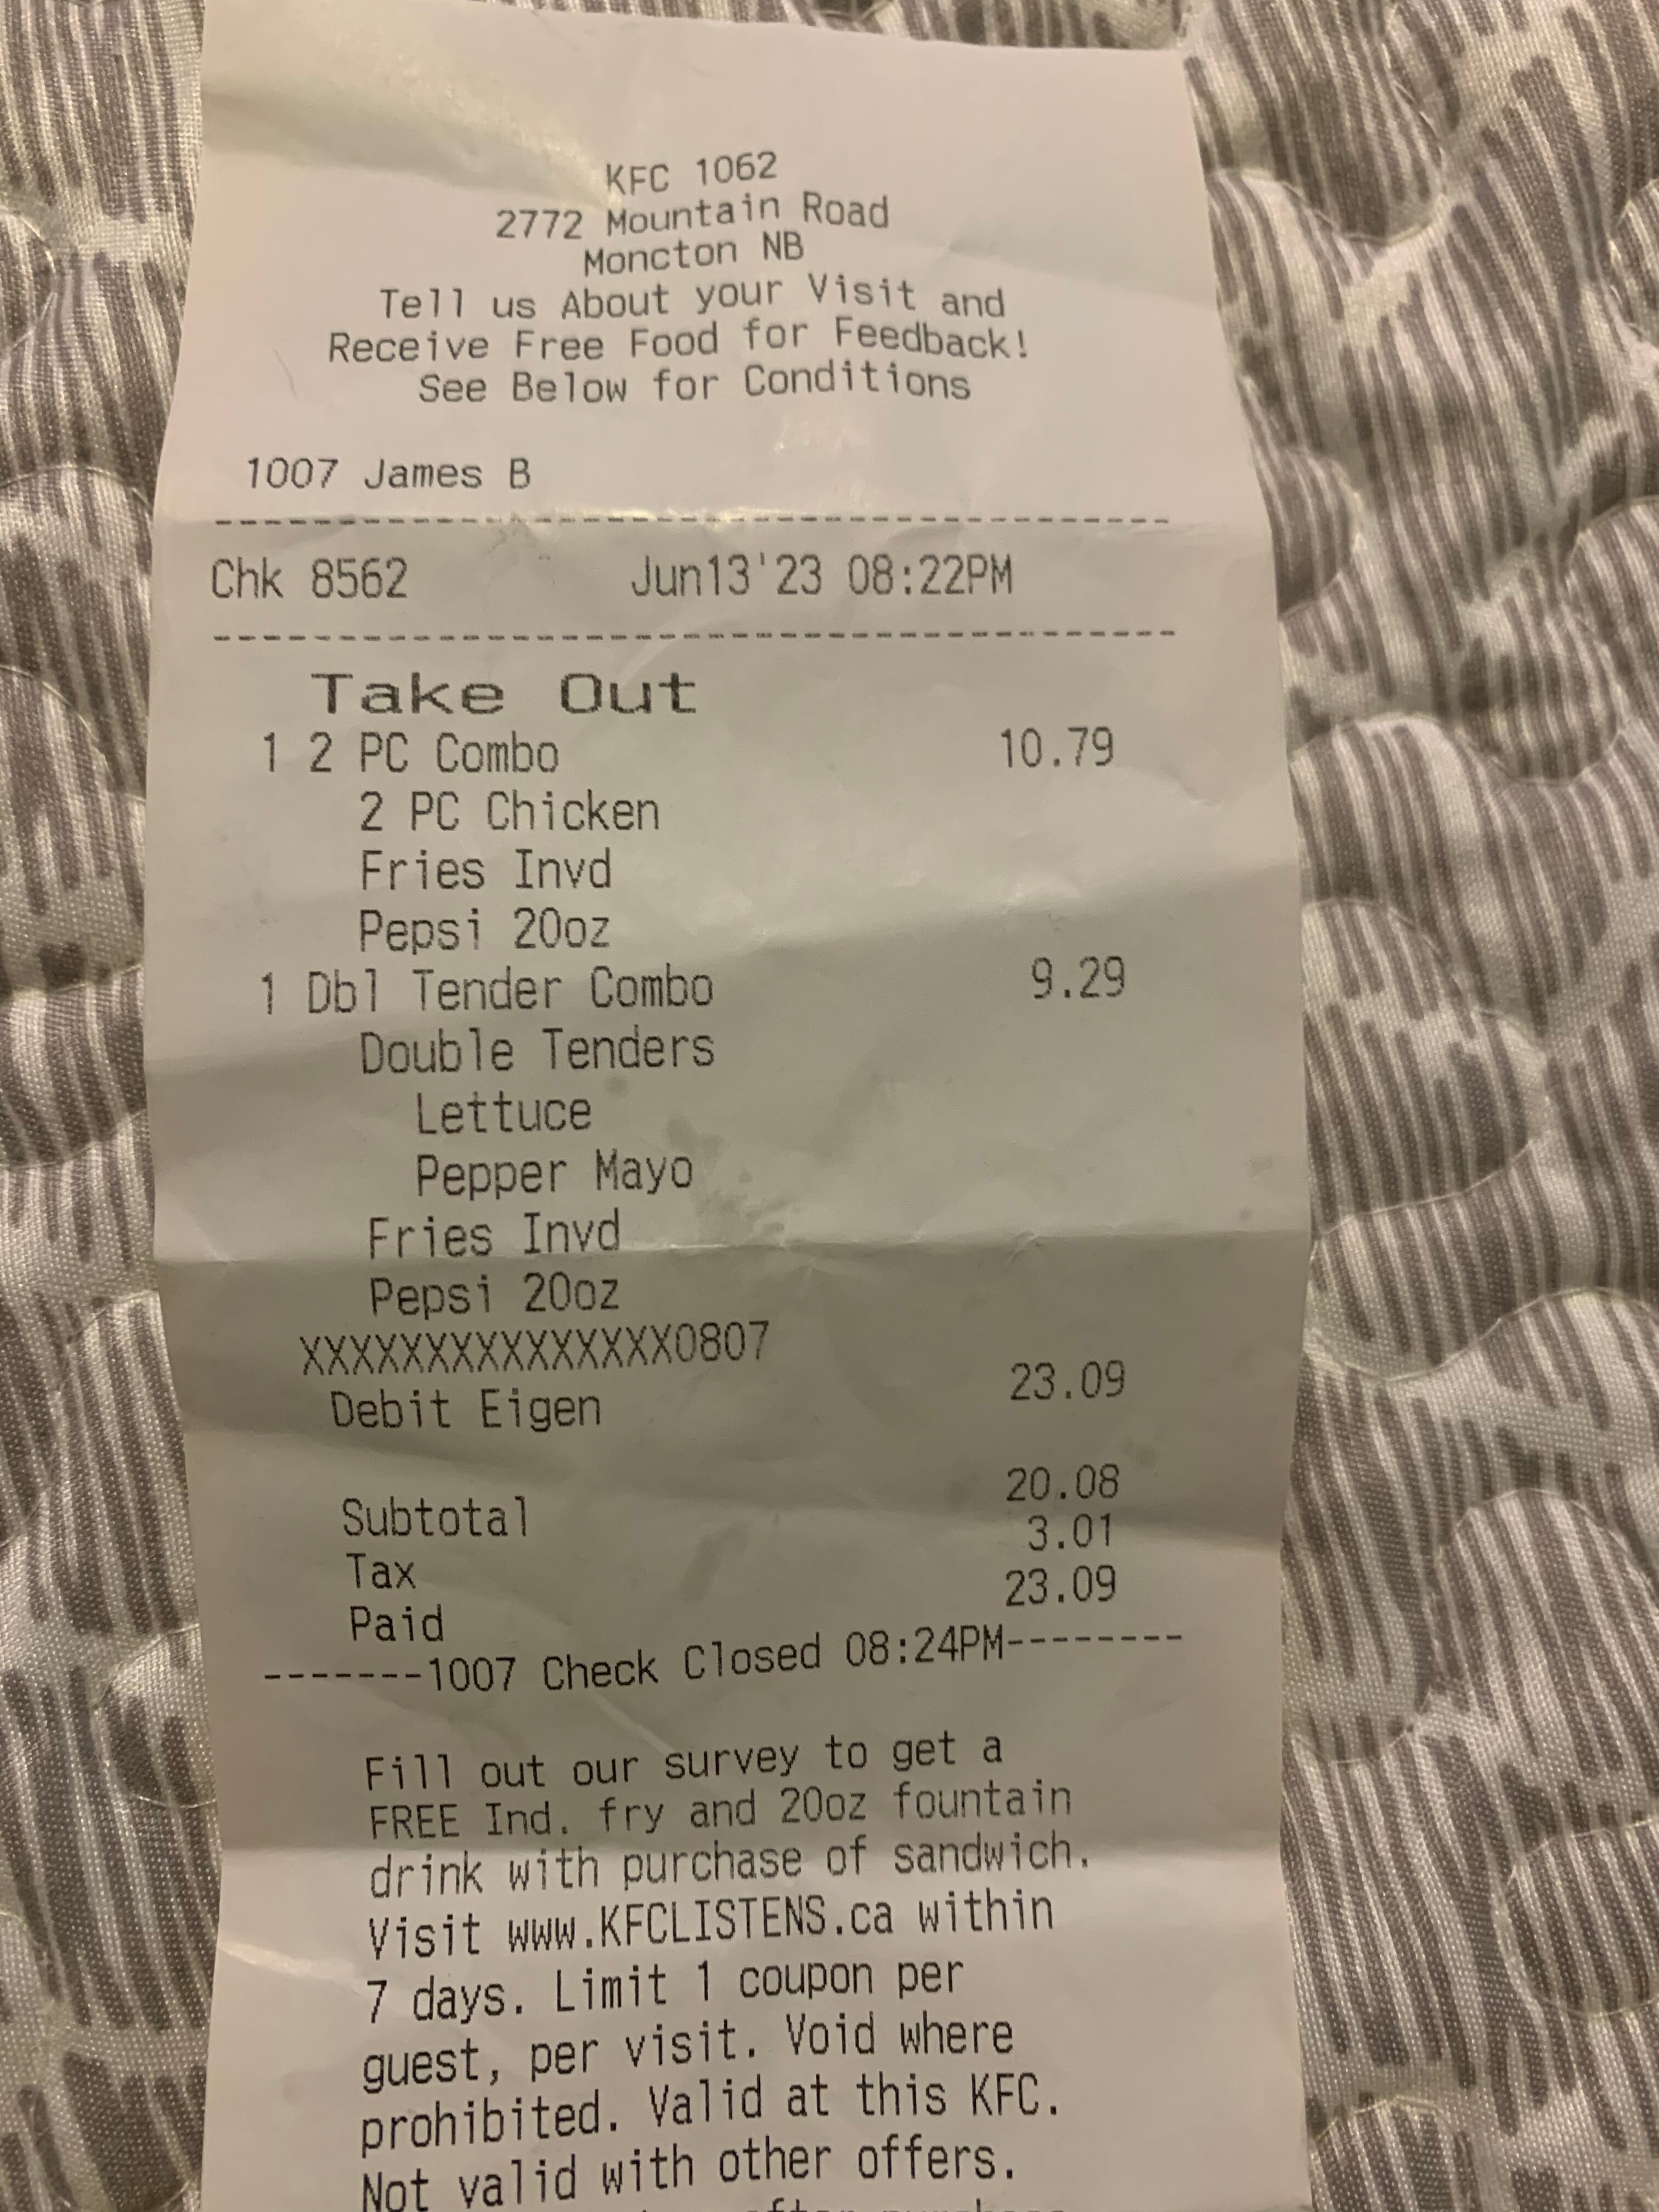 KFC 1062
2772 Mountain Road
Moncton NB
Tell us About your Visit and
Receive Free Food for Feedback!
See Below for Conditions
1007 James B
----------------------------------------
Chk 8562 Jun13'23 08:22PM
----------------------------------------
Take Out
1 2 PC Combo 10.79
2 PC Chicken
Fries Invd
Pepsi 20oz
1 Dbl Tender Combo 9.29
Double Tenders
Lettuce
Pepper Mayo
Fries Invd
Pepsi 20oz
XXXXXXXXXXXXXXX0807
Debit Eigen 23.09
Subtotal 20.08
Tax 3.01
Paid 23.09
-------1007 Check Closed 08:24PM--------
Fill out our survey to get a
FREE Ind. fry and 20oz fountain
drink with purchase of sandwich.
Visit www.KFCLISTENS.ca within
7 days. Limit 1 coupon per
guest, per visit. Void where
prohibited. Valid at this KFC.
Not valid with other offers.
after purchase